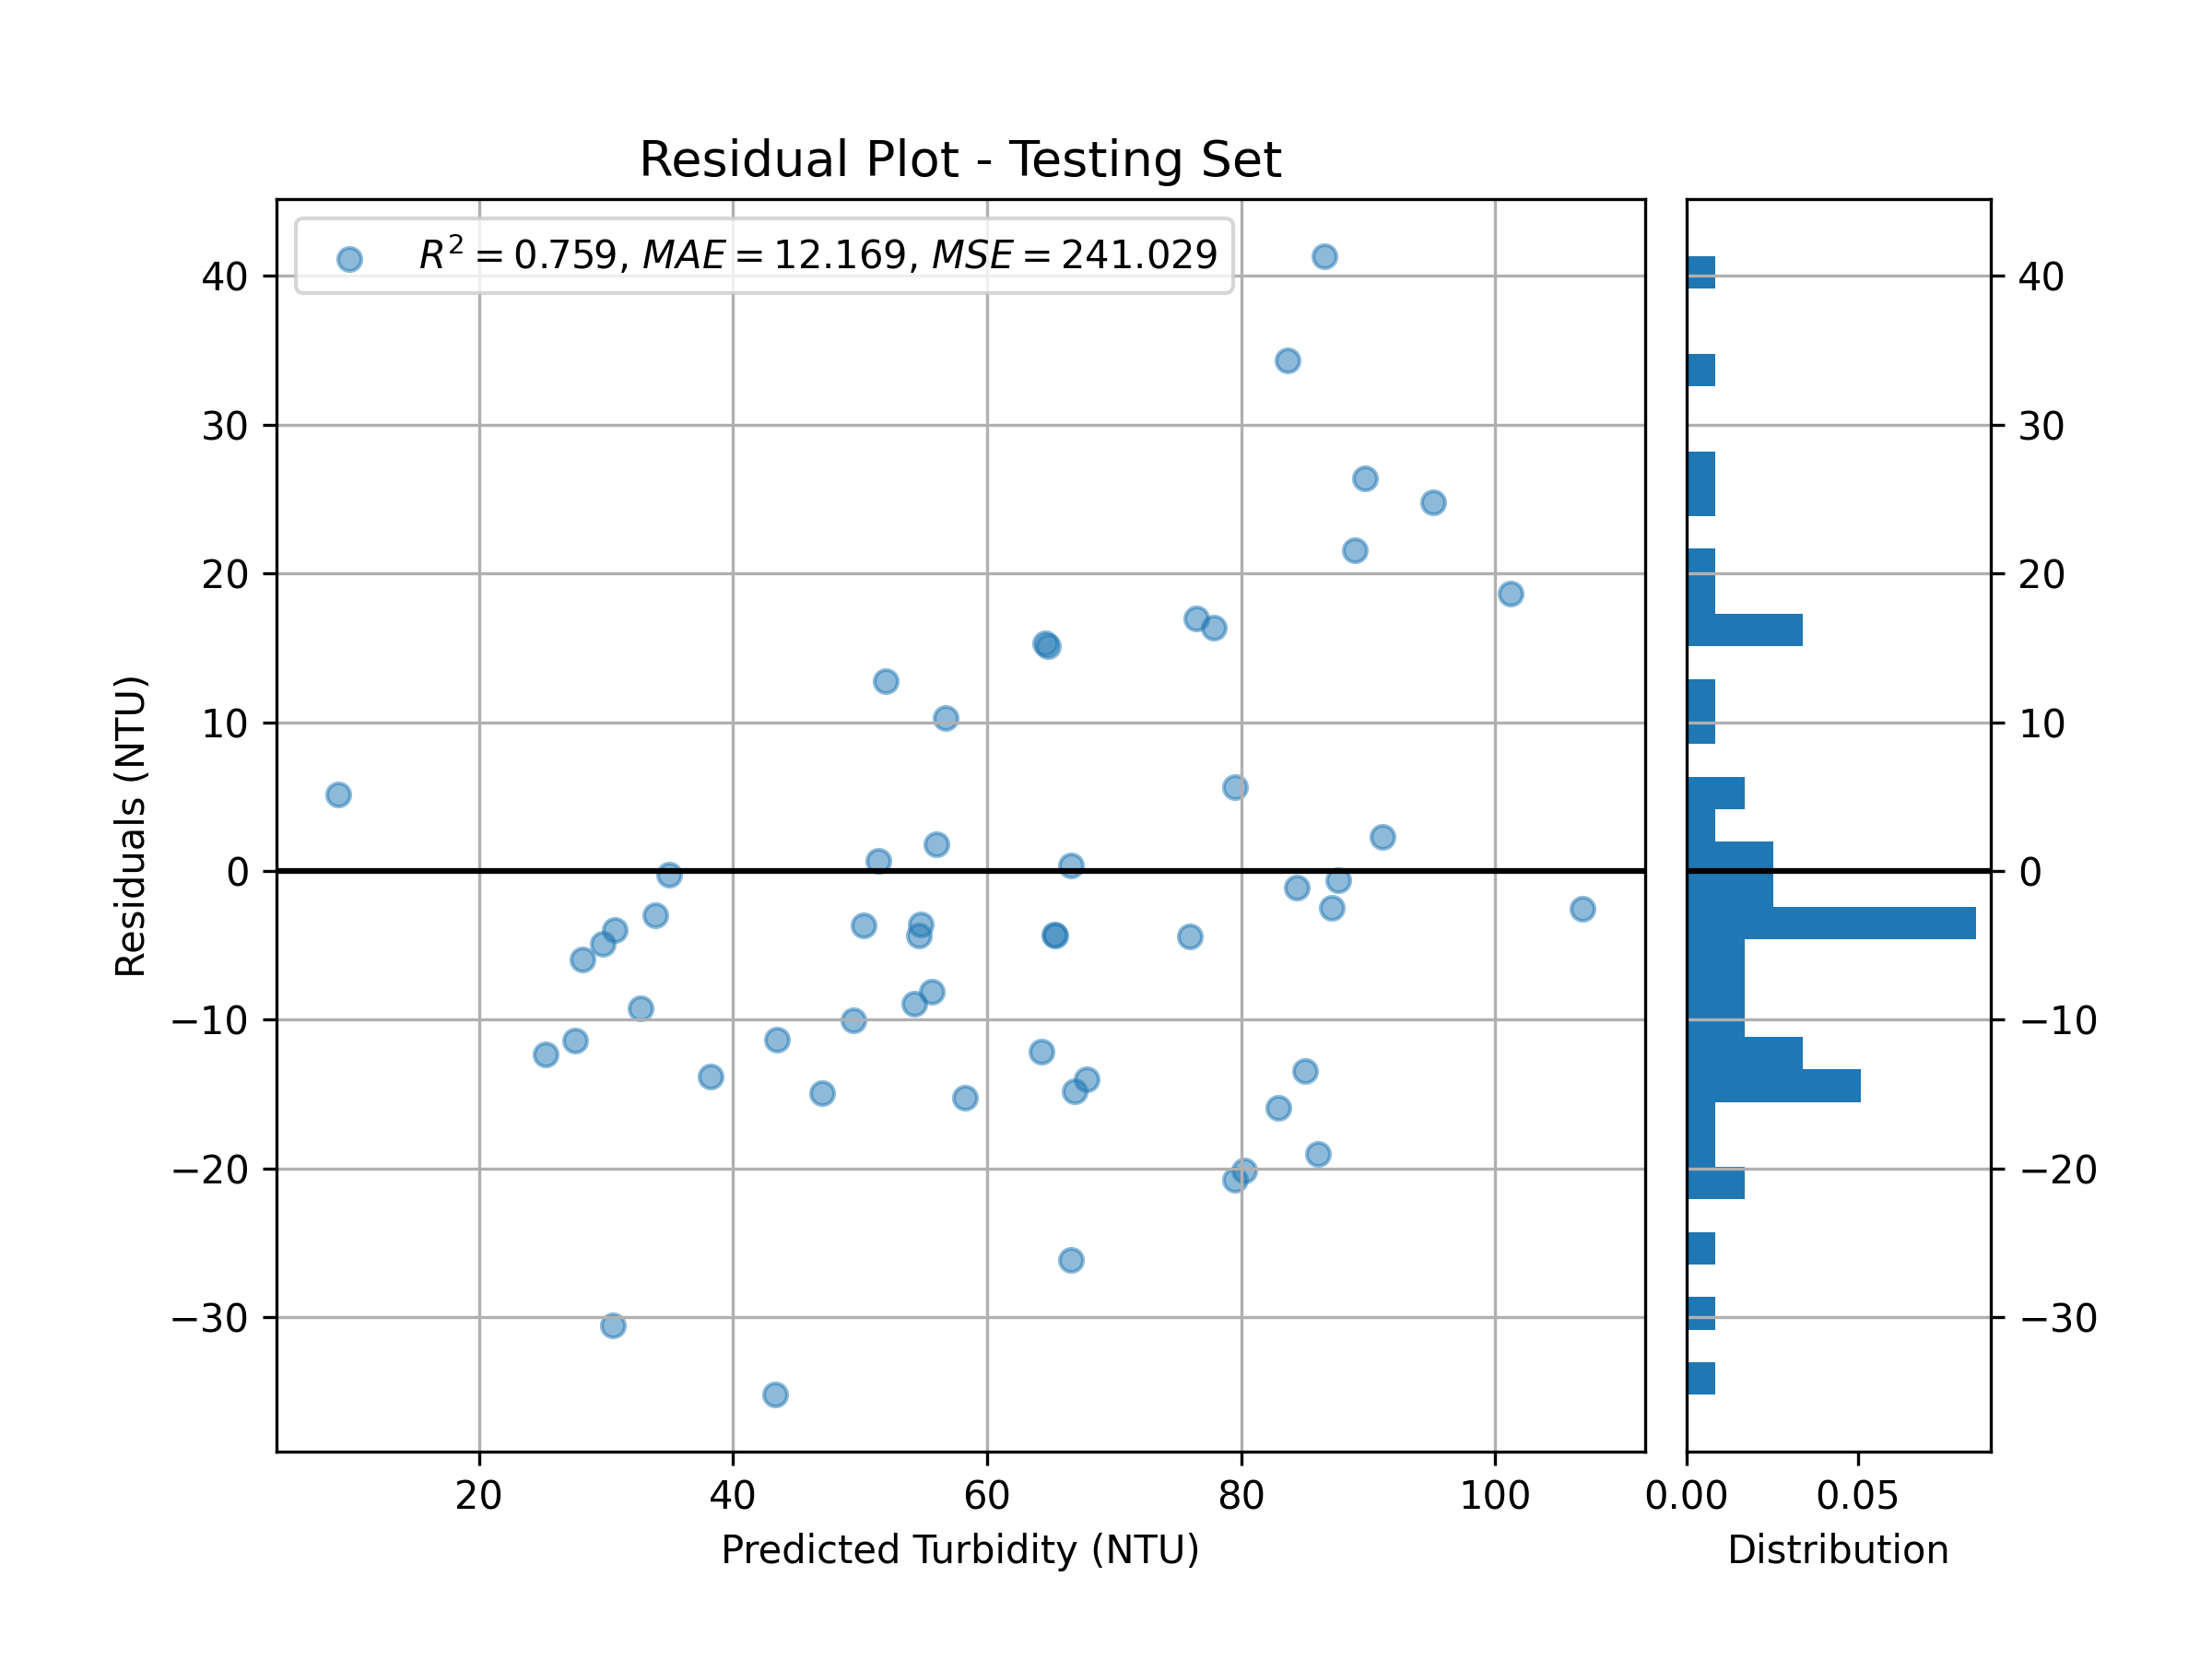 Residual Plot - Testing Set
R² = 0.759, MAE = 12.169, MSE = 241.029
40
30
20
10
0
−10
−20
−30
Residuals (NTU)
20 40 60 80 100
Predicted Turbidity (NTU)
40
30
20
10
0
−10
−20
−30
0.00 0.05
Distribution